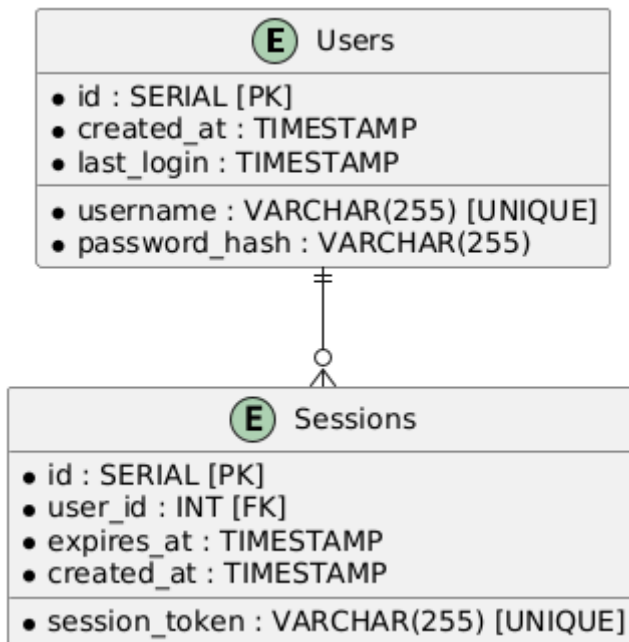 E Users
id : SERIAL [PK]
created_at : TIMESTAMP
last_login : TIMESTAMP
username : VARCHAR(255) [UNIQUE]
password_hash : VARCHAR(255)
E Sessions
id : SERIAL [PK]
user_id : INT [FK]
expires_at : TIMESTAMP
created_at : TIMESTAMP
session_token : VARCHAR(255) [UNIQUE]